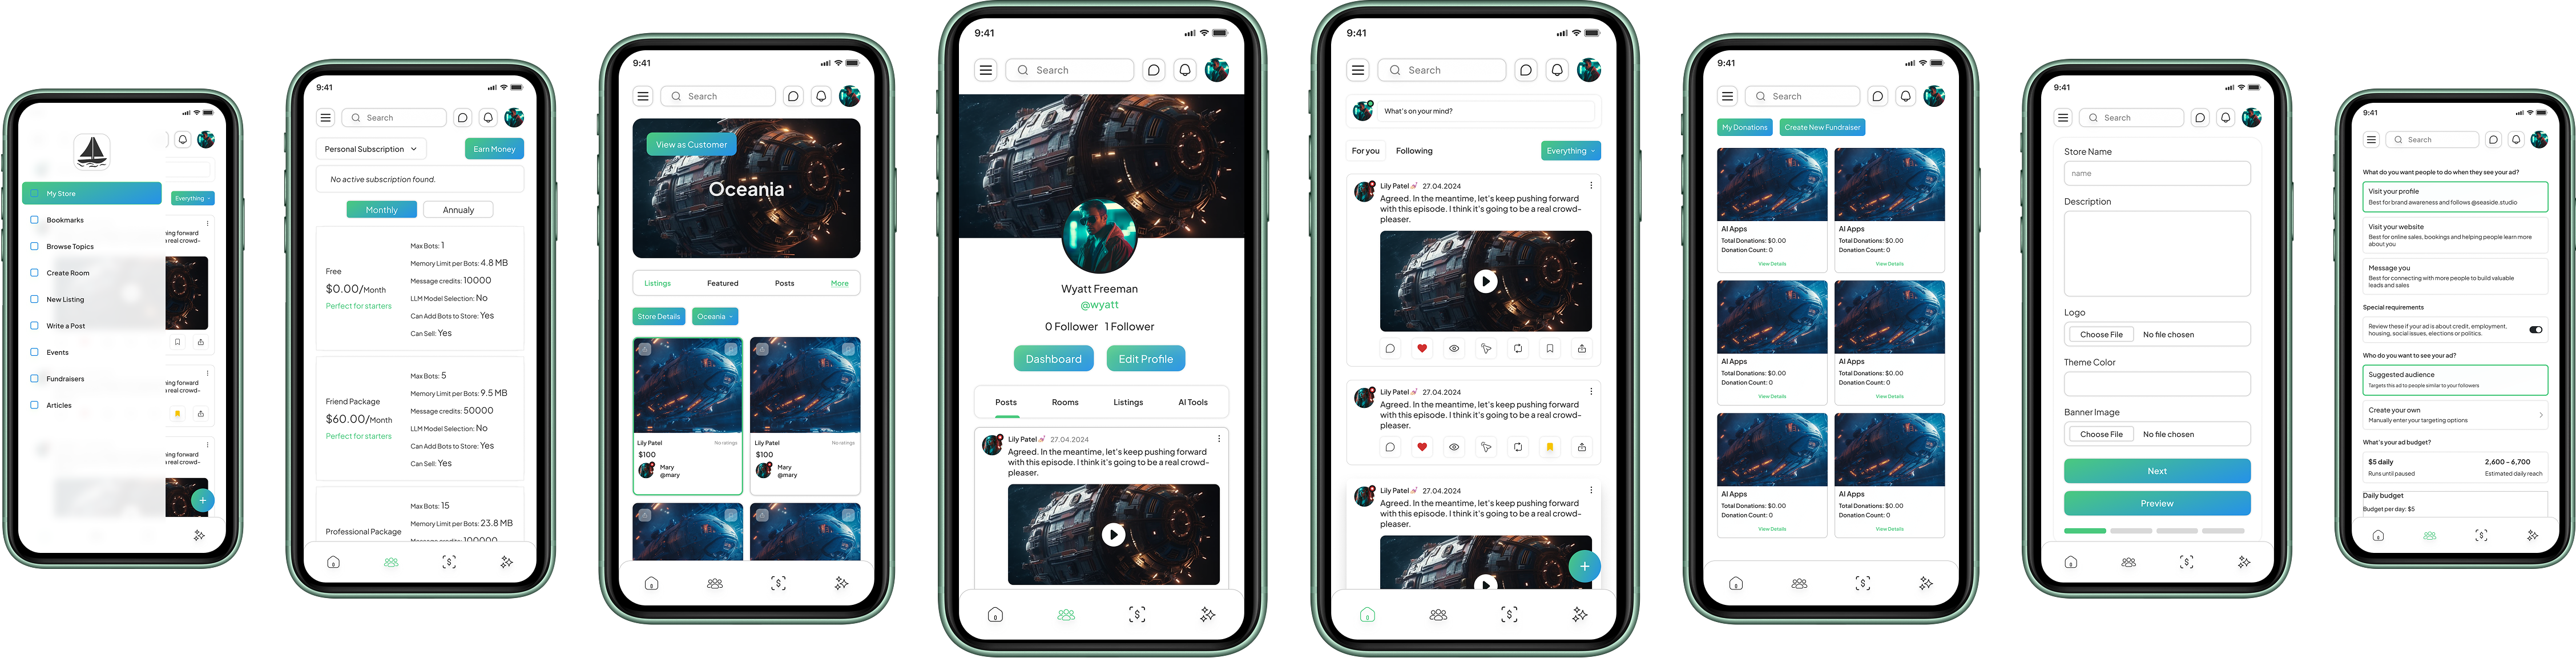 My Store
Everything
Bookmarks
ing forward
a real crowd-
Browse Topics
Create Room
New Listing
Write a Post
Events
Fundraisers
ing forward
a real crowd-
Articles
ing forward
a real crowd-
+
9:41
Search
Personal Subscription
Earn Money
No active subscription found.
Monthly
Annualy
Free
$0.00/Month
Perfect for starters
Max Bots: 1
Memory Limit per Bots: 4.8 MB
Message credits: 10000
LLM Model Selection: No
Can Add Bots to Store: Yes
Can Sell: Yes
Friend Package
$60.00/Month
Perfect for starters
Max Bots: 5
Memory Limit per Bots: 9.5 MB
Message credits: 50000
LLM Model Selection: No
Can Add Bots to Store: Yes
Can Sell: Yes
Professional Package
Max Bots: 15
Memory Limit per Bots: 23.8 MB
Message credits: 100000
9:41
Search
View as Customer
Oceania
Listings
Featured
Posts
More
Store Details
Oceania
Lily Patel
No ratings
$100
Mary
@mary
Lily Patel
No ratings
$100
Mary
@mary
9:41
Search
Wyatt Freeman
@wyatt
0 Follower 1 Follower
Dashboard
Edit Profile
Posts
Rooms
Listings
AI Tools
Lily Patel 27.04.2024
Agreed. In the meantime, let's keep pushing forward
with this episode. I think it's going to be a real crowd-
pleaser.
9:41
Search
What's on your mind?
For you
Following
Everything
Lily Patel 27.04.2024
Agreed. In the meantime, let's keep pushing forward
with this episode. I think it's going to be a real crowd-
pleaser.
Lily Patel 27.04.2024
Agreed. In the meantime, let's keep pushing forward
with this episode. I think it's going to be a real crowd-
pleaser.
Lily Patel 27.04.2024
Agreed. In the meantime, let's keep pushing forward
with this episode. I think it's going to be a real crowd-
pleaser.
+
9:41
Search
My Donations
Create New Fundraiser
AI Apps
Total Donations: $0.00
Donation Count: 0
View Details
AI Apps
Total Donations: $0.00
Donation Count: 0
View Details
AI Apps
Total Donations: $0.00
Donation Count: 0
View Details
AI Apps
Total Donations: $0.00
Donation Count: 0
View Details
AI Apps
Total Donations: $0.00
Donation Count: 0
View Details
AI Apps
Total Donations: $0.00
Donation Count: 0
View Details
9:41
Search
Store Name
name
Description
Logo
Choose File No file chosen
Theme Color
Banner Image
Choose File No file chosen
Next
Preview
9:41
Search
What do you want people to do when they see your ad?
Visit your profile
Best for brand awareness and follows @seaside.studio
Visit your website
Best for online sales, bookings and helping people learn more
about you
Message you
Best for connecting with more people to build valuable
leads and sales
Special requirements
Review these if your ad is about credit, employment,
housing, social issues, elections or politics.
Who do you want to see your ad?
Suggested audience
Targets this ad to people similar to your followers
Create your own
Manually enter your targeting options
What's your ad budget?
$5 daily
Runs until paused
2,600 - 6,700
Estimated daily reach
Daily budget
Budget per day: $5